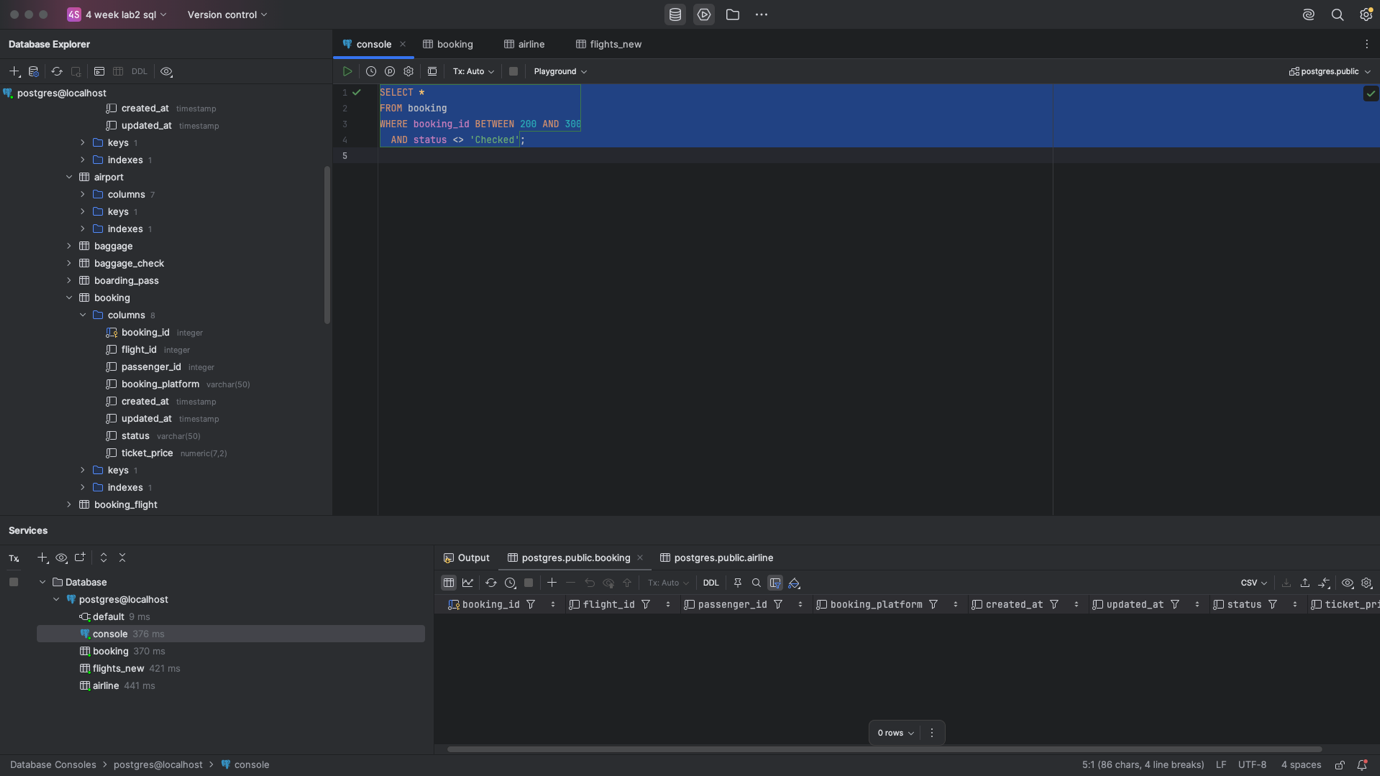 4S 4 week lab2 sql Version control
Database Explorer
DDL
postgres@localhost
created_at timestamp
updated_at timestamp
keys 1
indexes 1
airport
columns 7
keys 1
indexes 1
baggage
baggage_check
boarding_pass
booking
columns 8
booking_id integer
flight_id integer
passenger_id integer
booking_platform varchar(50)
created_at timestamp
updated_at timestamp
status varchar(50)
ticket_price numeric(7,2)
keys 1
indexes 1
booking_flight
console booking airline flights_new
Tx: Auto Playground postgres.public
1 SELECT *
2 FROM booking
3 WHERE booking_id BETWEEN 200 AND 300
4 AND status <> 'Checked';
5
Services
Tx
Database
postgres@localhost
default 9 ms
console 376 ms
booking 370 ms
flights_new 421 ms
airline 441 ms
Output postgres.public.booking postgres.public.airline
Tx: Auto DDL CSV
booking_id flight_id passenger_id booking_platform created_at updated_at status ticket_pri
0 rows
Database Consoles postgres@localhost console 5:1 (86 chars, 4 line breaks) LF UTF-8 4 spaces